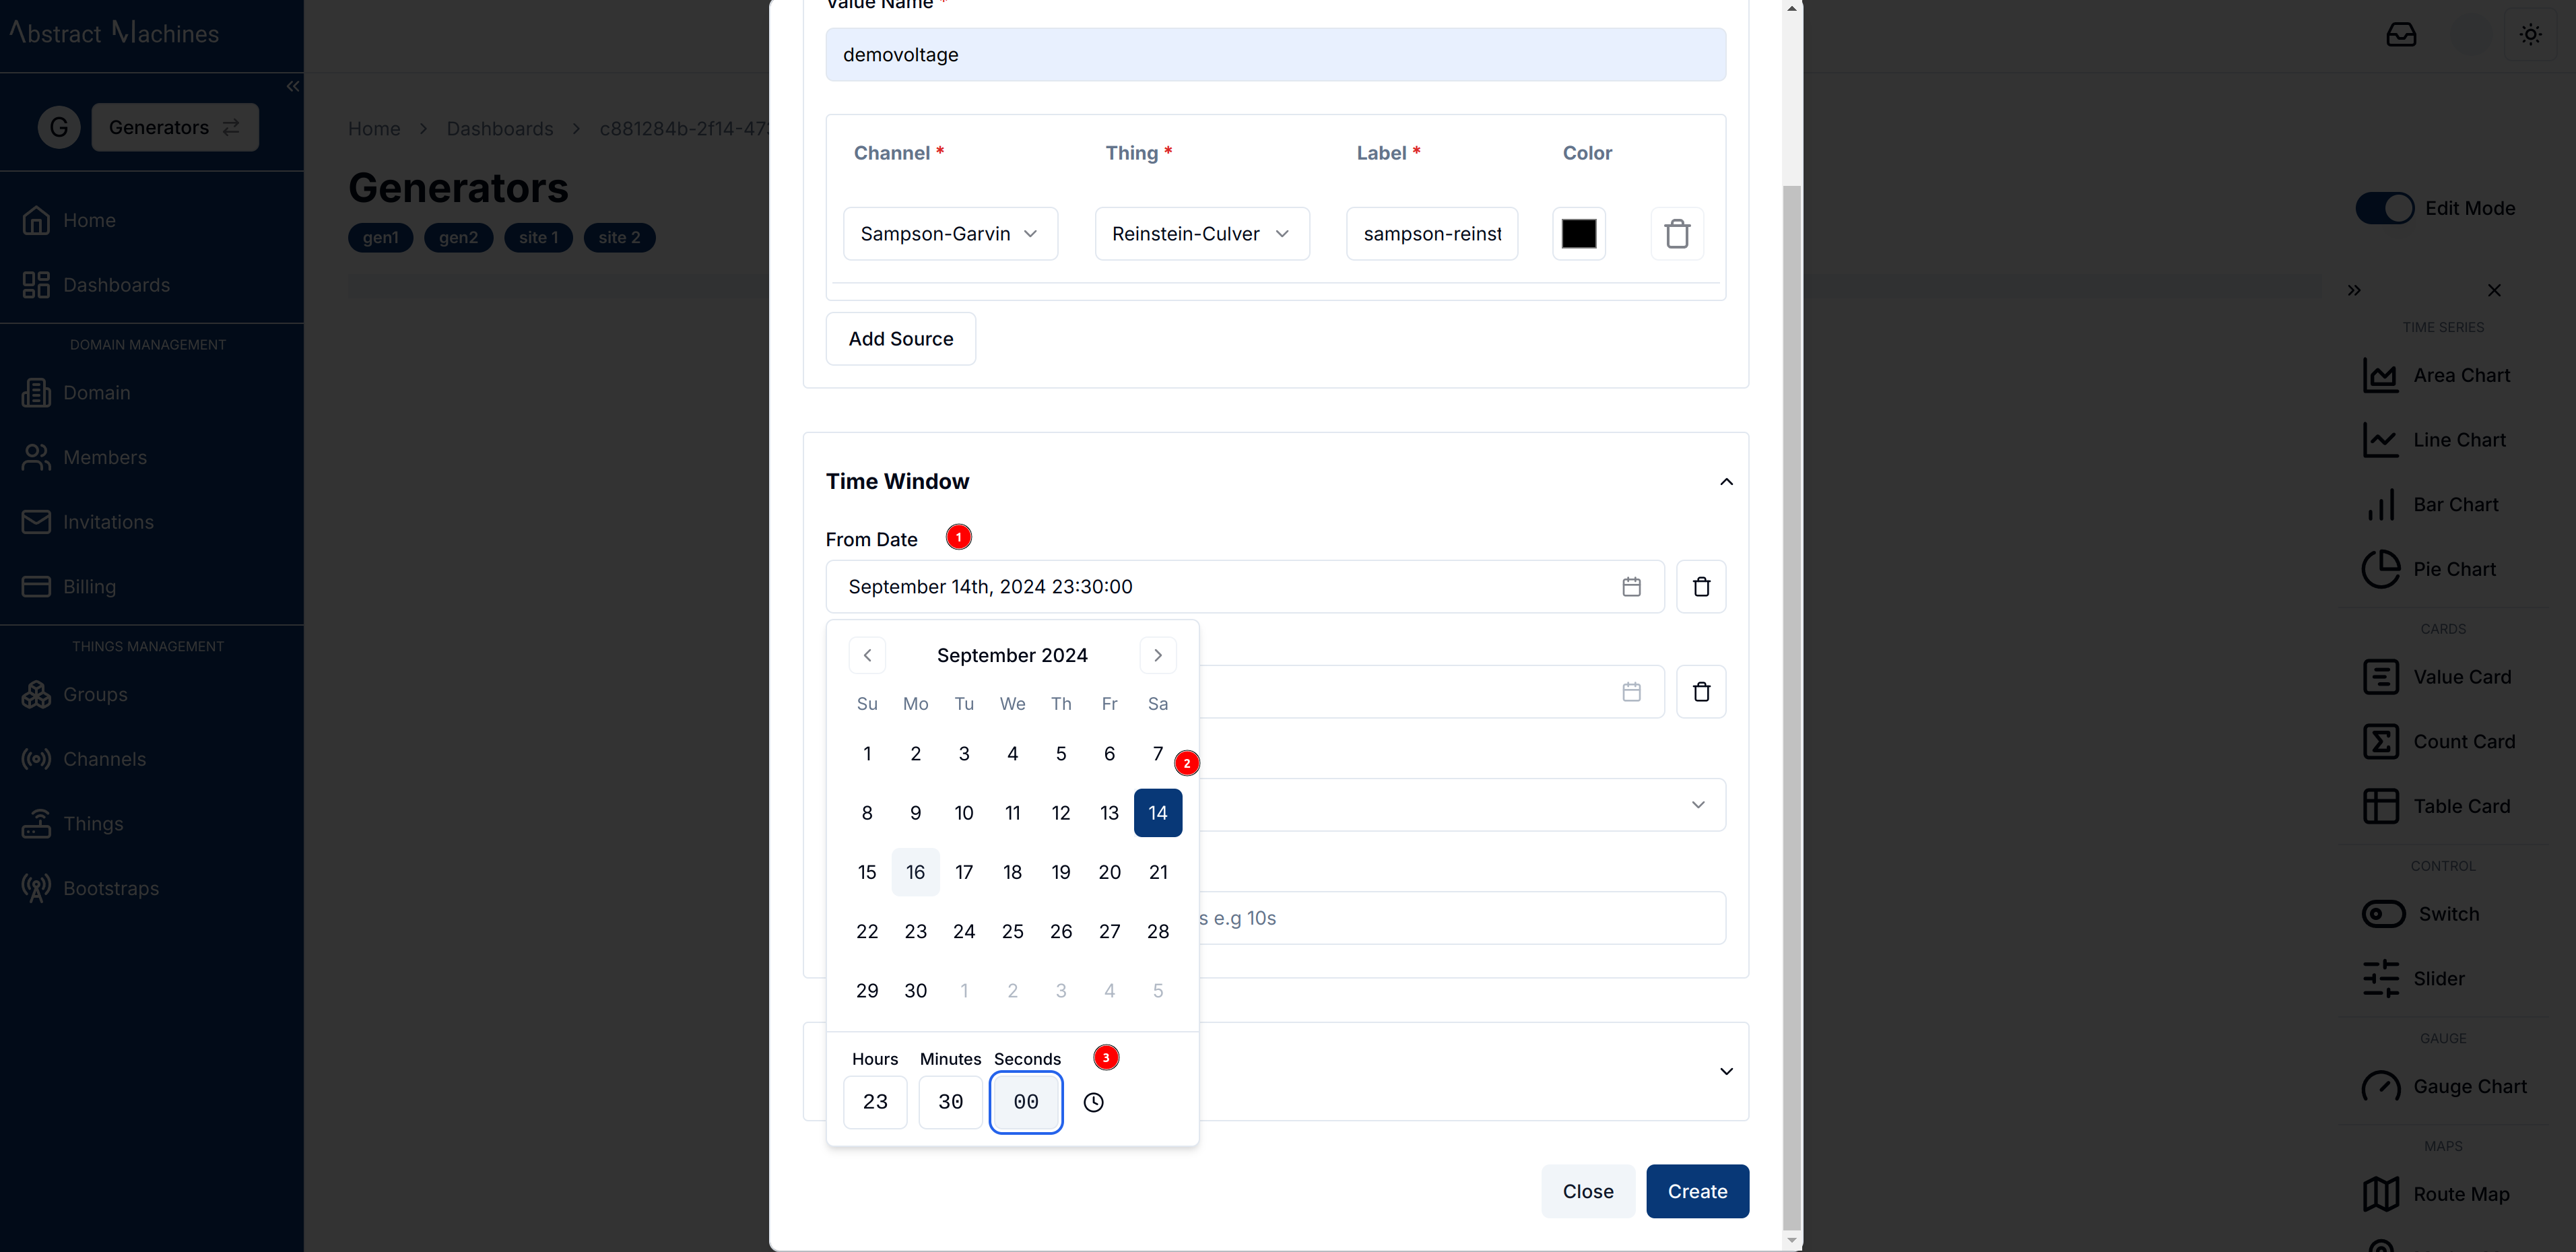 Abstract Machines
G
Generators
Home
Dashboards
DOMAIN MANAGEMENT
Domain
Members
Invitations
Billing
THINGS MANAGEMENT
Groups
Channels
Things
Bootstraps
Home > Dashboards > c881284b-2f14-47
Generators
gen1 gen2 site 1 site 2
Value Name *
demovoltage
Channel * Thing * Label * Color
Sampson-Garvin Reinstein-Culver sampson-reinst
Add Source
Time Window
From Date 1
September 14th, 2024 23:30:00
September 2024
Su Mo Tu We Th Fr Sa
1 2 3 4 5 6 7
2
8 9 10 11 12 13 14
15 16 17 18 19 20 21
22 23 24 25 26 27 28
s e.g 10s
29 30 1 2 3 4 5
Hours Minutes Seconds 3
23 30 00
Close Create
Edit Mode
TIME SERIES
Area Chart
Line Chart
Bar Chart
Pie Chart
CARDS
Value Card
Count Card
Table Card
CONTROL
Switch
Slider
GAUGE
Gauge Chart
MAPS
Route Map